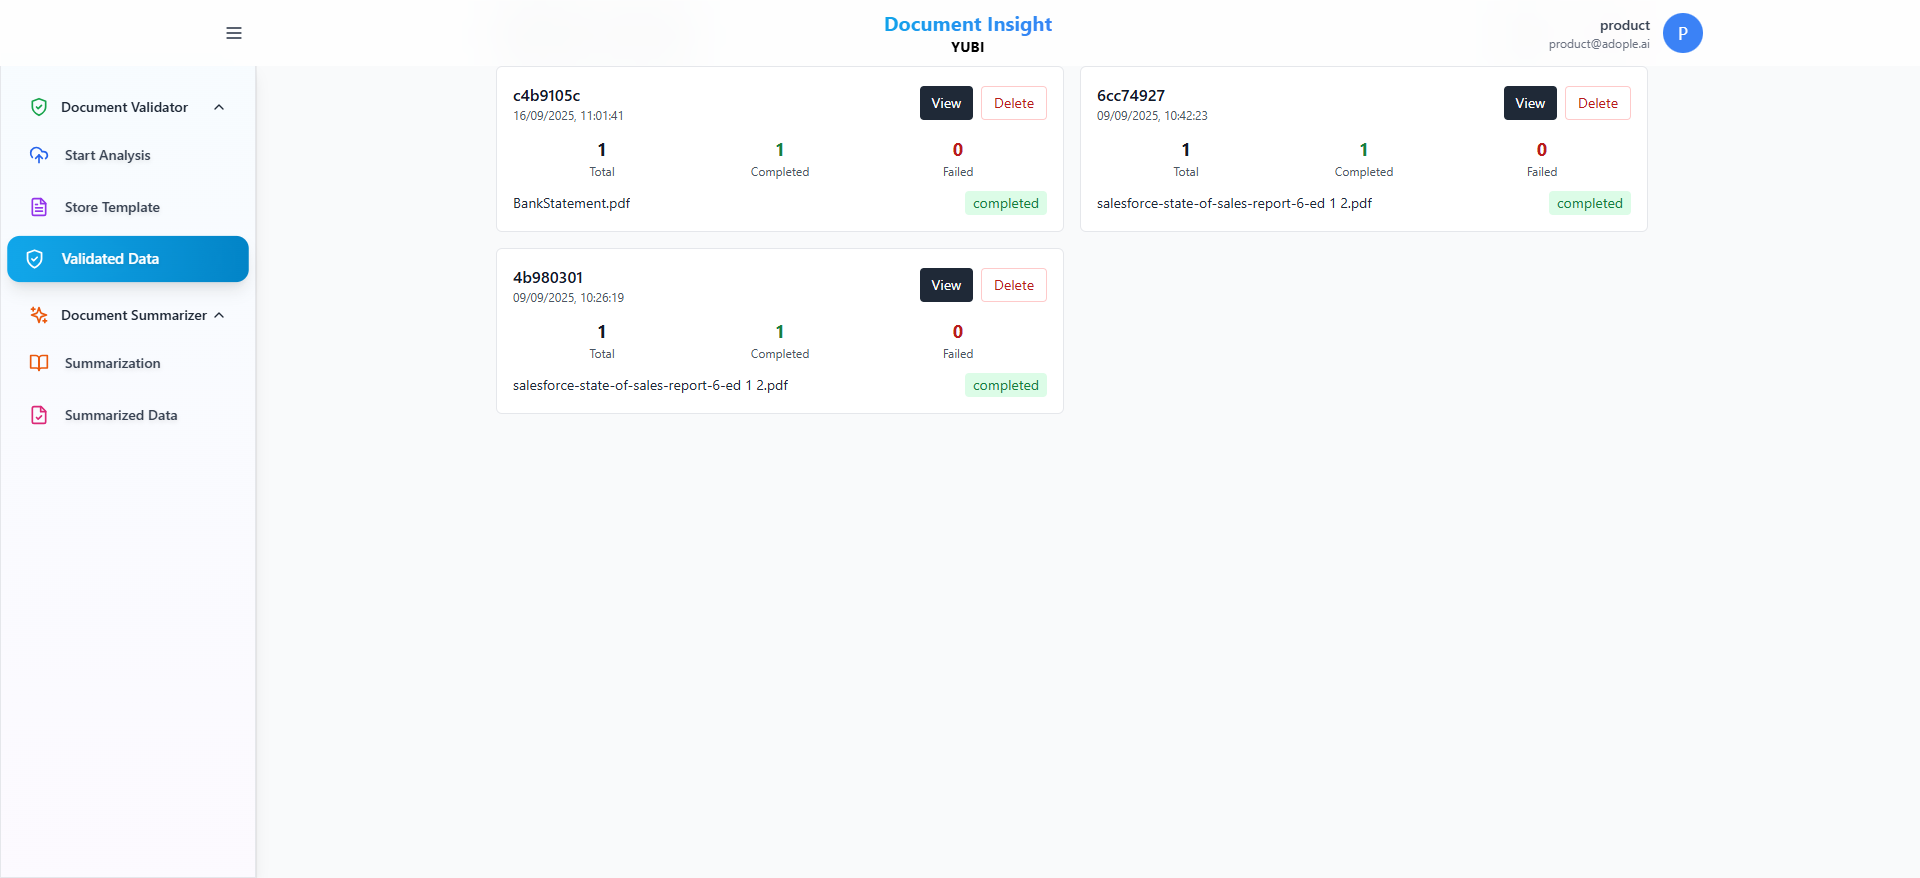 Document Insight
YUBI
product
product@adople.ai
P
Document Validator
Start Analysis
Store Template
Validated Data
Document Summarizer
Summarization
Summarized Data
c4b9105c
16/09/2025, 11:01:41
View
Delete
1
Total
1
Completed
0
Failed
BankStatement.pdf
completed
6cc74927
09/09/2025, 10:42:23
View
Delete
1
Total
1
Completed
0
Failed
salesforce-state-of-sales-report-6-ed 1 2.pdf
completed
4b980301
09/09/2025, 10:26:19
View
Delete
1
Total
1
Completed
0
Failed
salesforce-state-of-sales-report-6-ed 1 2.pdf
completed